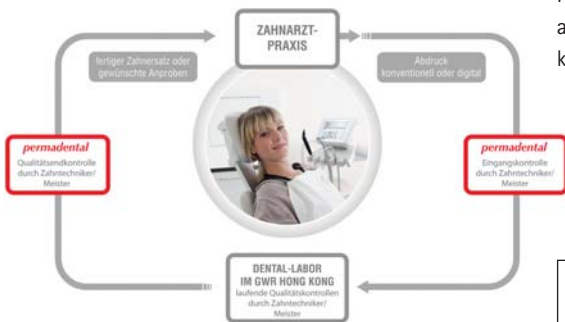 ZAHNARZT-
PRAXIS
fertiger Zahnersatz oder
gewünschte Anproben
Abdruck
konventionell oder digital
permadental
Qualitätsendkontrolle
durch Zahntechniker/
Meister
permadental
Eingangskontrolle
durch Zahntechniker/
Meister
DENTAL-LABOR
IM GWR HONG KONG
laufende Qualitätskontrollen
durch Zahntechniker/
Meister